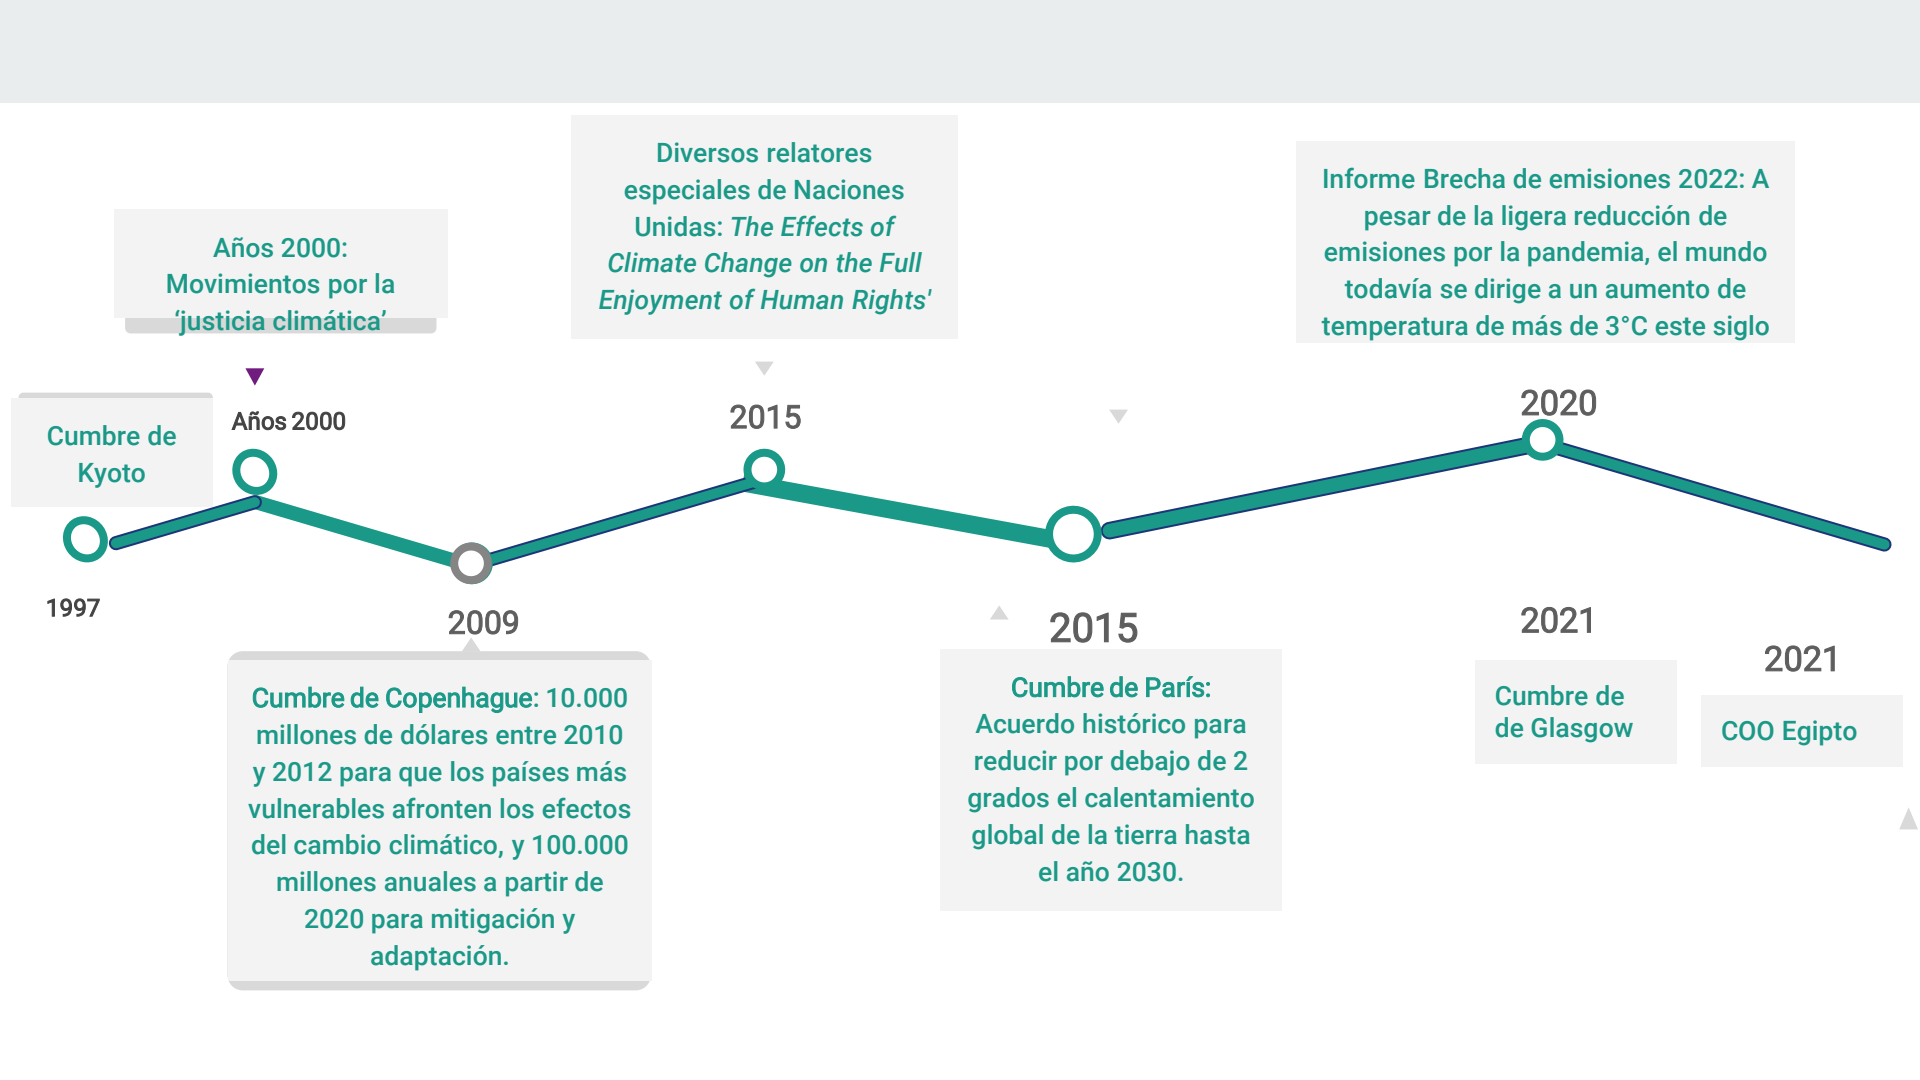 Diversos relatores
especiales de Naciones
Unidas: The Effects of
Climate Change on the Full
Enjoyment of Human Rights'
Informe Brecha de emisiones 2022: A
pesar de la ligera reducción de
emisiones por la pandemia, el mundo
todavía se dirige a un aumento de
temperatura de más de 3°C este siglo
Años 2000:
Movimientos por la
‘justicia climática’
Cumbre de
Kyoto
Años 2000
2015
2020
1997
2009
2015
2021
2021
Cumbre de Copenhague: 10.000
millones de dólares entre 2010
y 2012 para que los países más
vulnerables afronten los efectos
del cambio climático, y 100.000
millones anuales a partir de
2020 para mitigación y
adaptación.
Cumbre de París:
Acuerdo histórico para
reducir por debajo de 2
grados el calentamiento
global de la tierra hasta
el año 2030.
Cumbre de
de Glasgow
COO Egipto